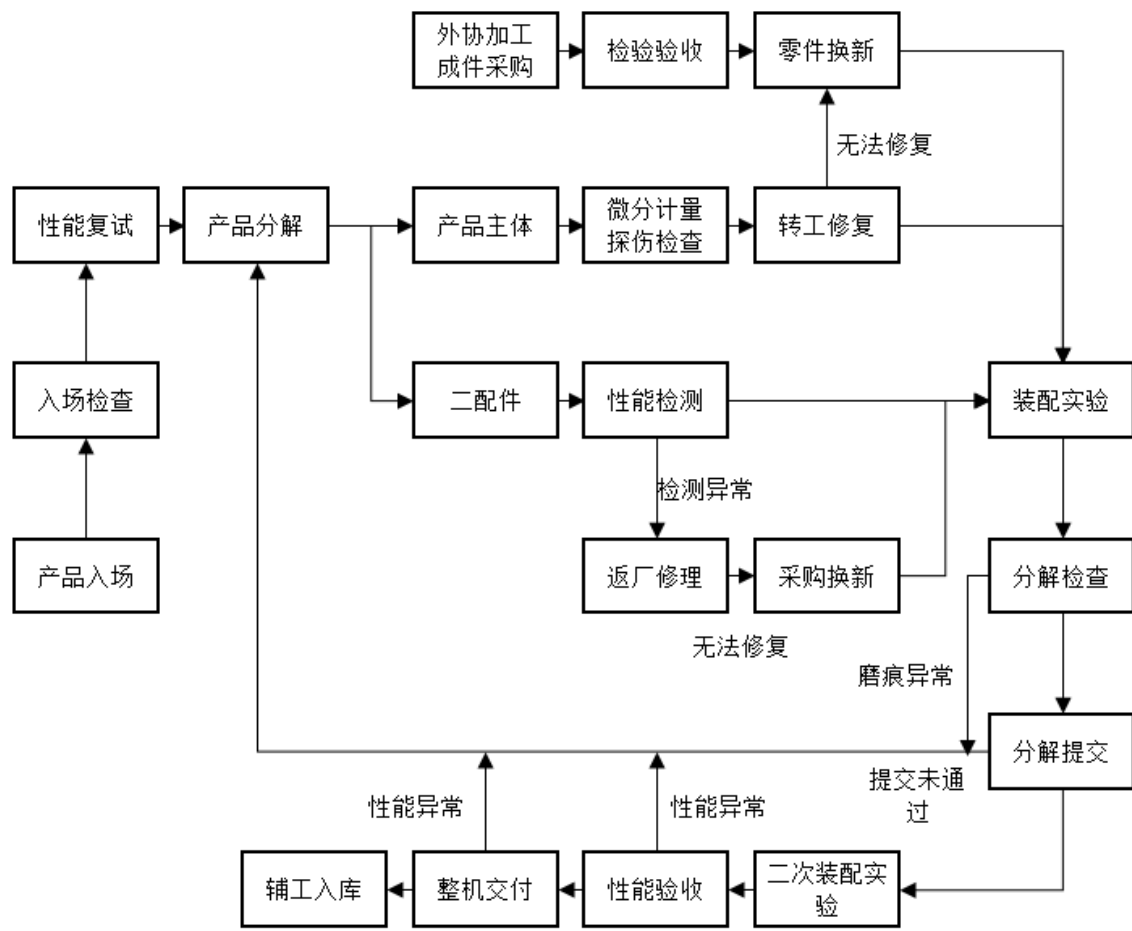 外协加工
成件采购
检验验收
零件换新
无法修复
性能复试
产品分解
产品主体
微分计量
探伤检查
转工修复
入场检查
二配件
性能检测
装配实验
检测异常
产品入场
返厂修理
采购换新
分解检查
无法修复
磨痕异常
分解提交
提交未通
过
性能异常
性能异常
辅工入库
整机交付
性能验收
二次装配实
验